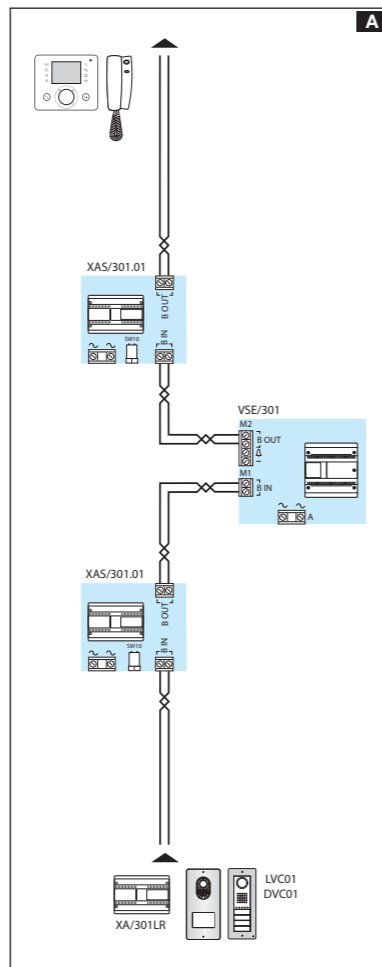 A
XAS/301.01
B OUT
SW10
B IN
VSE/301
M2
B OUT
M1
B IN
A
XAS/301.01
B OUT
SW10
B IN
LVC01
DVC01
XA/301LR